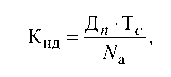 Кнд = Дп · Тс / Nа,